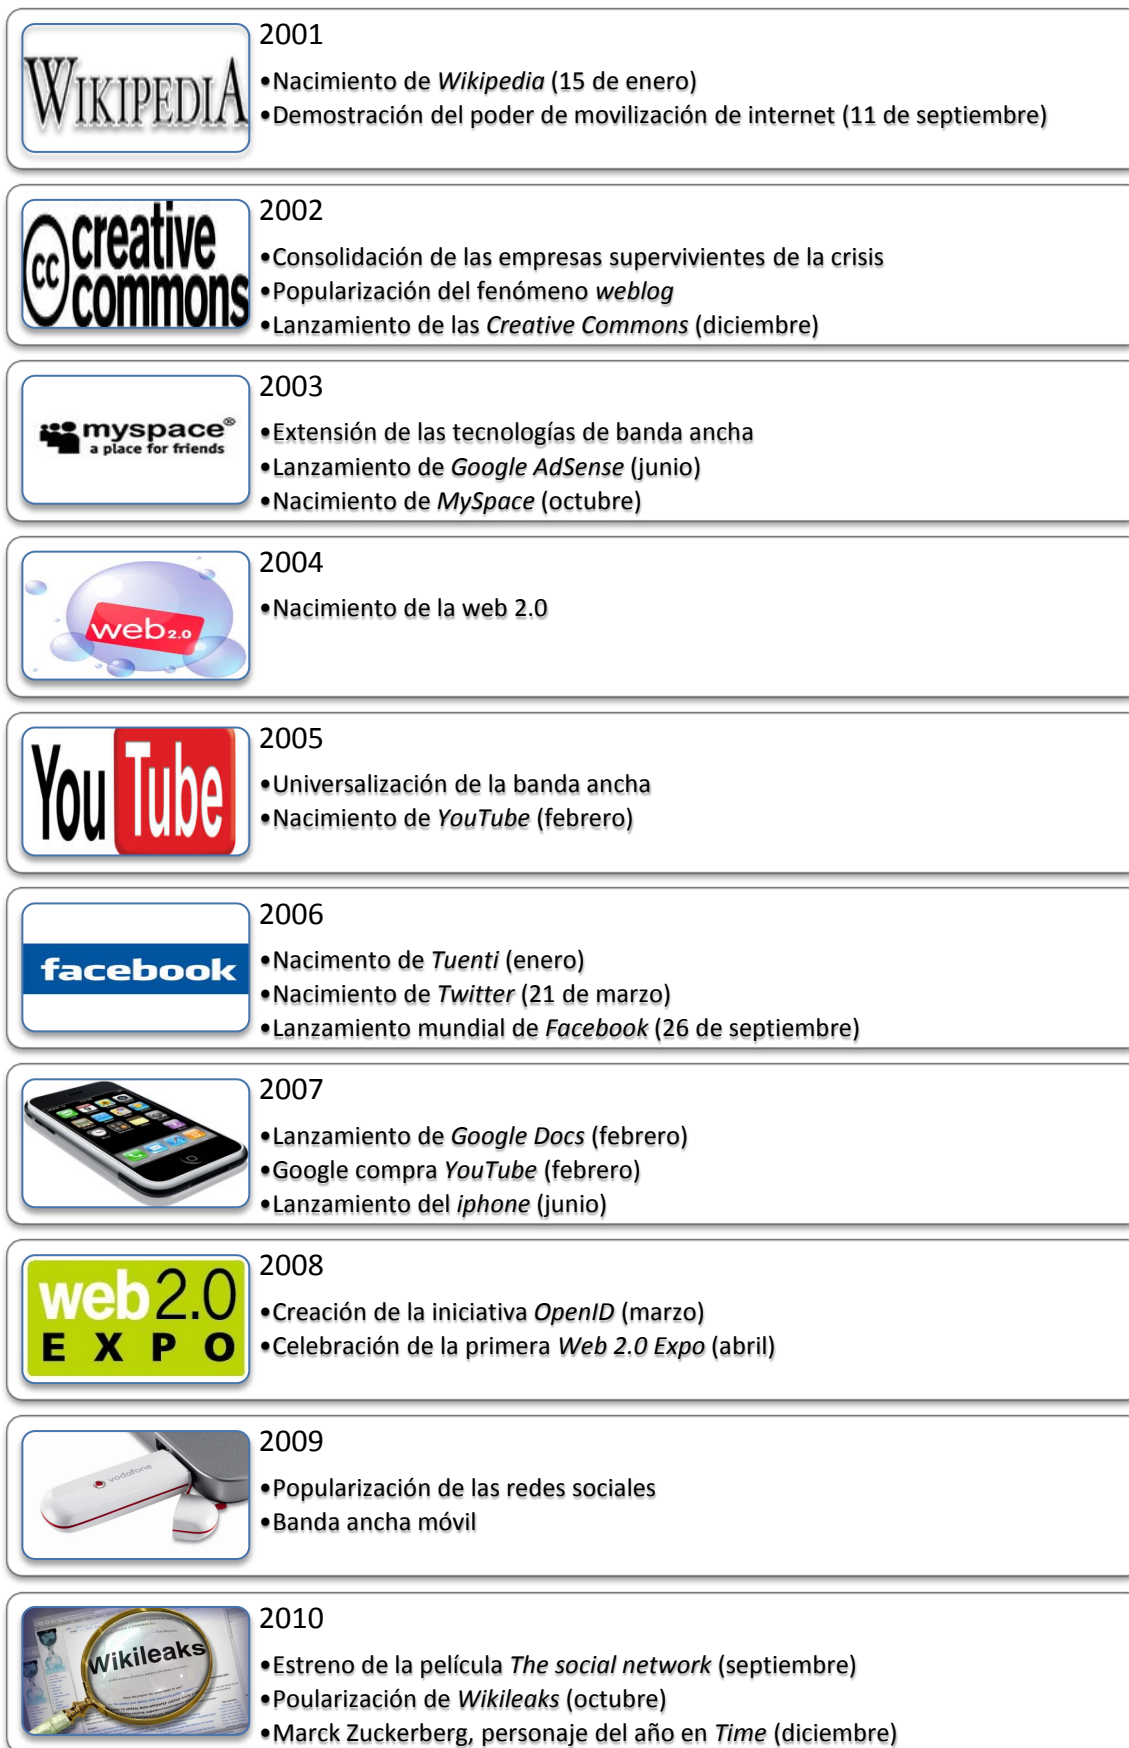 WIKIPEDIA
2001
•Nacimiento de Wikipedia (15 de enero)
•Demostración del poder de movilización de internet (11 de septiembre)
cc creative commons
2002
•Consolidación de las empresas supervivientes de la crisis
•Popularización del fenómeno weblog
•Lanzamiento de las Creative Commons (diciembre)
myspace®
a place for friends
2003
•Extensión de las tecnologías de banda ancha
•Lanzamiento de Google AdSense (junio)
•Nacimiento de MySpace (octubre)
web2.0
2004
•Nacimiento de la web 2.0
YouTube
2005
•Universalización de la banda ancha
•Nacimiento de YouTube (febrero)
facebook
2006
•Nacimento de Tuenti (enero)
•Nacimiento de Twitter (21 de marzo)
•Lanzamiento mundial de Facebook (26 de septiembre)
2007
•Lanzamiento de Google Docs (febrero)
•Google compra YouTube (febrero)
•Lanzamiento del iphone (junio)
web2.0
EXPO
2008
•Creación de la iniciativa OpenID (marzo)
•Celebración de la primera Web 2.0 Expo (abril)
vodafone
2009
•Popularización de las redes sociales
•Banda ancha móvil
Wikileaks
2010
•Estreno de la película The social network (septiembre)
•Poularización de Wikileaks (octubre)
•Marck Zuckerberg, personaje del año en Time (diciembre)